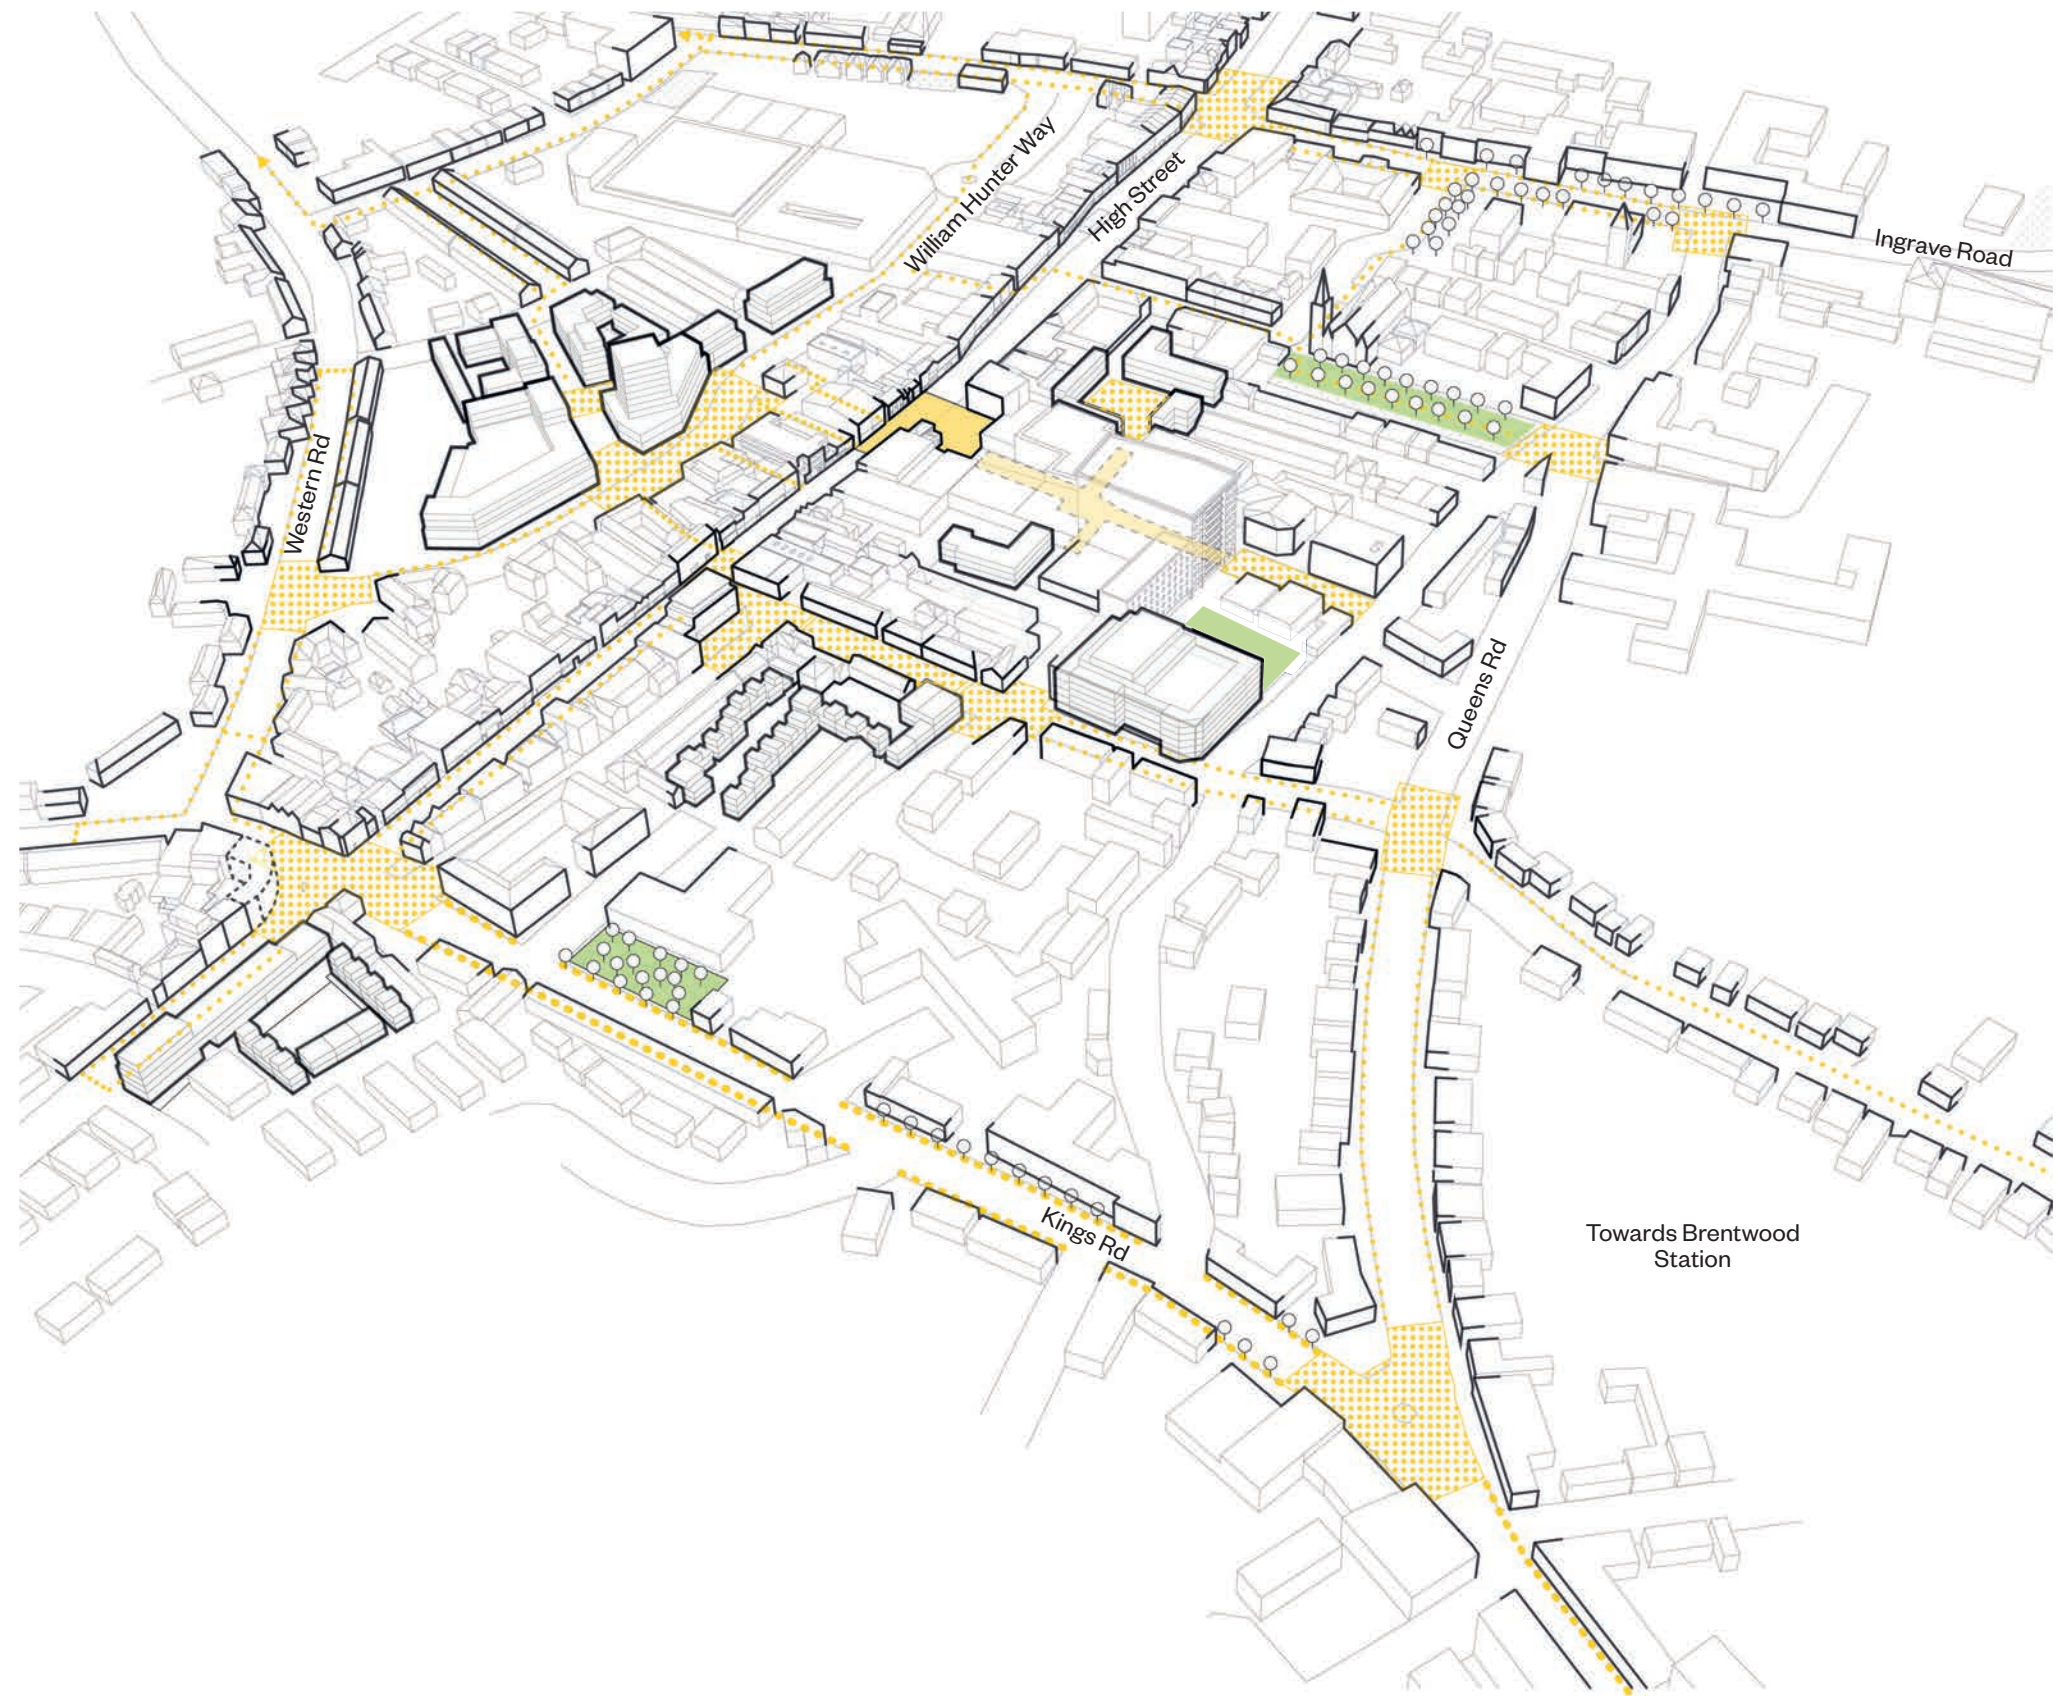 William Hunter Way
High Street
Ingrave Road
Western Rd
Queens Rd
Kings Rd
Towards Brentwood
Station